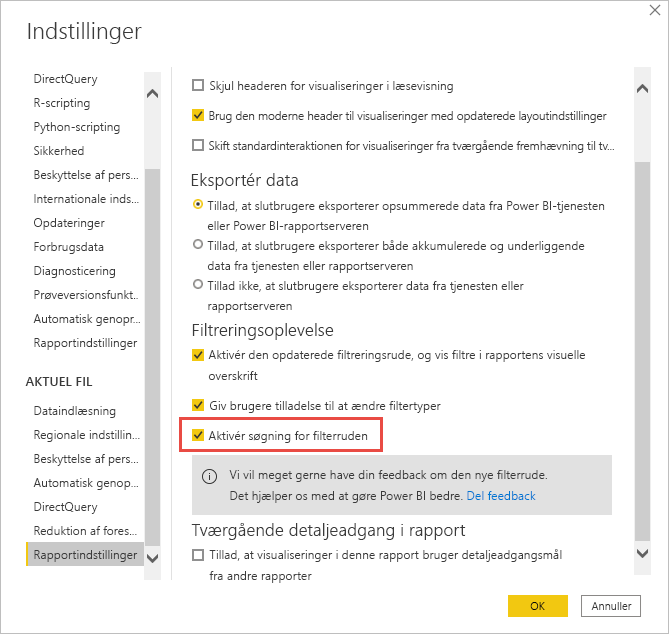 Indstillinger
DirectQuery
R-scripting
Python-scripting
Sikkerhed
Beskyttelse af pers...
Internationale inds...
Opdateringer
Forbrugsdata
Diagnosticering
Prøveversionsfunkt..
Automatisk genopr...
Rapportindstillinger
AKTUEL FIL
Dataindlæsning
Regionale indstillin...
Beskyttelse af pers...
Automatisk genop...
DirectQuery
Reduktion af fores...
Rapportindstillinger
Skjul headeren for visualiseringer i læsevisning
Brug den moderne header til visualiseringer med opdaterede layoutindstillinger
Skift standardinteraktionen for visualiseringer fra tværgående fremhævning til tv...
Eksportér data
Tillad, at slutbrugere eksporterer opsummerede data fra Power BI-tjenesten
eller Power BI-rapportserveren
Tillad, at slutbrugere eksporterer både akkumulerede og underliggende
data fra tjenesten eller rapportserveren
Tillad ikke, at slutbrugere eksporterer data fra tjenesten eller
rapportserveren
Filtreringsoplevelse
Aktivér den opdaterede filtreringsrude, og vis filtre i rapportens visuelle
overskrift
Giv brugere tilladelse til at ændre filtertyper
Aktivér søgning for filterruden
Vi vil meget gerne have din feedback om den nye filterrude.
Det hjælper os med at gøre Power BI bedre. Del feedback
Tværgående detaljeadgang i rapport
Tillad, at visualiseringer i denne rapport bruger detaljeadgangsmål
fra andre rapporter
OK
Annuller